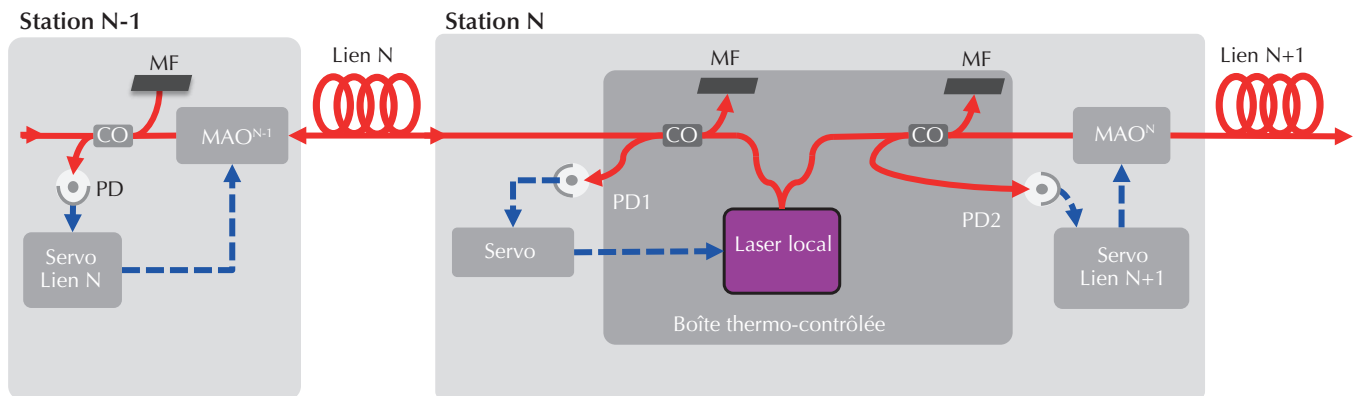 Station N-1
MF
CO
MAO^N-1
PD
Servo
Lien N
Lien N
Station N
MF
CO
PD1
Servo
Laser local
Boîte thermo-contrôlée
MF
CO
PD2
MAO^N
Servo
Lien N+1
Lien N+1